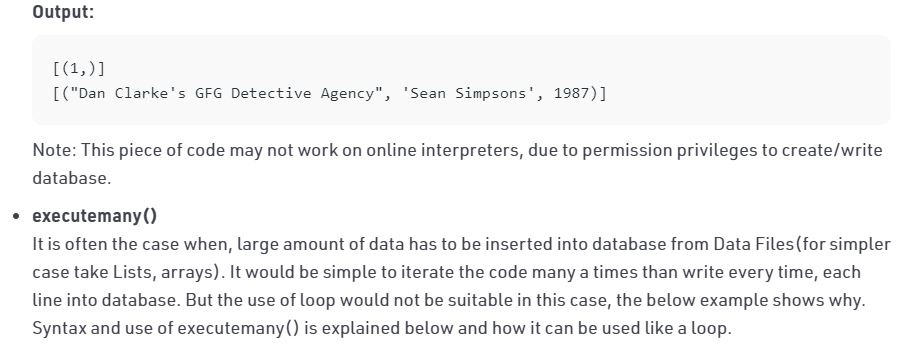 Output:
[(1,)]
[("Dan Clarke's GFG Detective Agency", 'Sean Simpsons', 1987)]
Note: This piece of code may not work on online interpreters, due to permission privileges to create/write
database.
• executemany()
It is often the case when, large amount of data has to be inserted into database from Data Files(for simpler
case take Lists, arrays). It would be simple to iterate the code many a times than write every time, each
line into database. But the use of loop would not be suitable in this case, the below example shows why.
Syntax and use of executemany() is explained below and how it can be used like a loop.